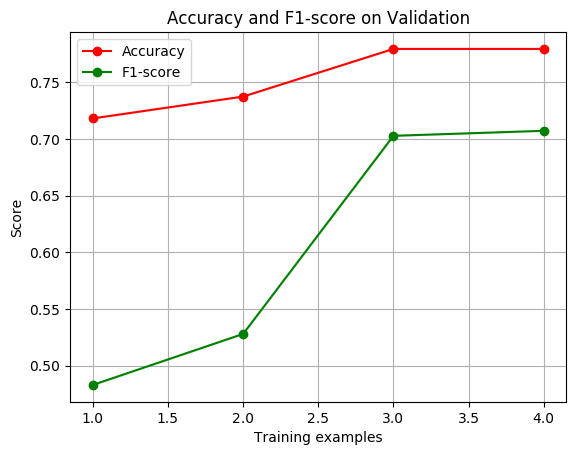 Accuracy and F1-score on Validation
Accuracy
F1-score
0.75
0.70
0.65
0.60
0.55
0.50
Score
1.0 1.5 2.0 2.5 3.0 3.5 4.0
Training examples